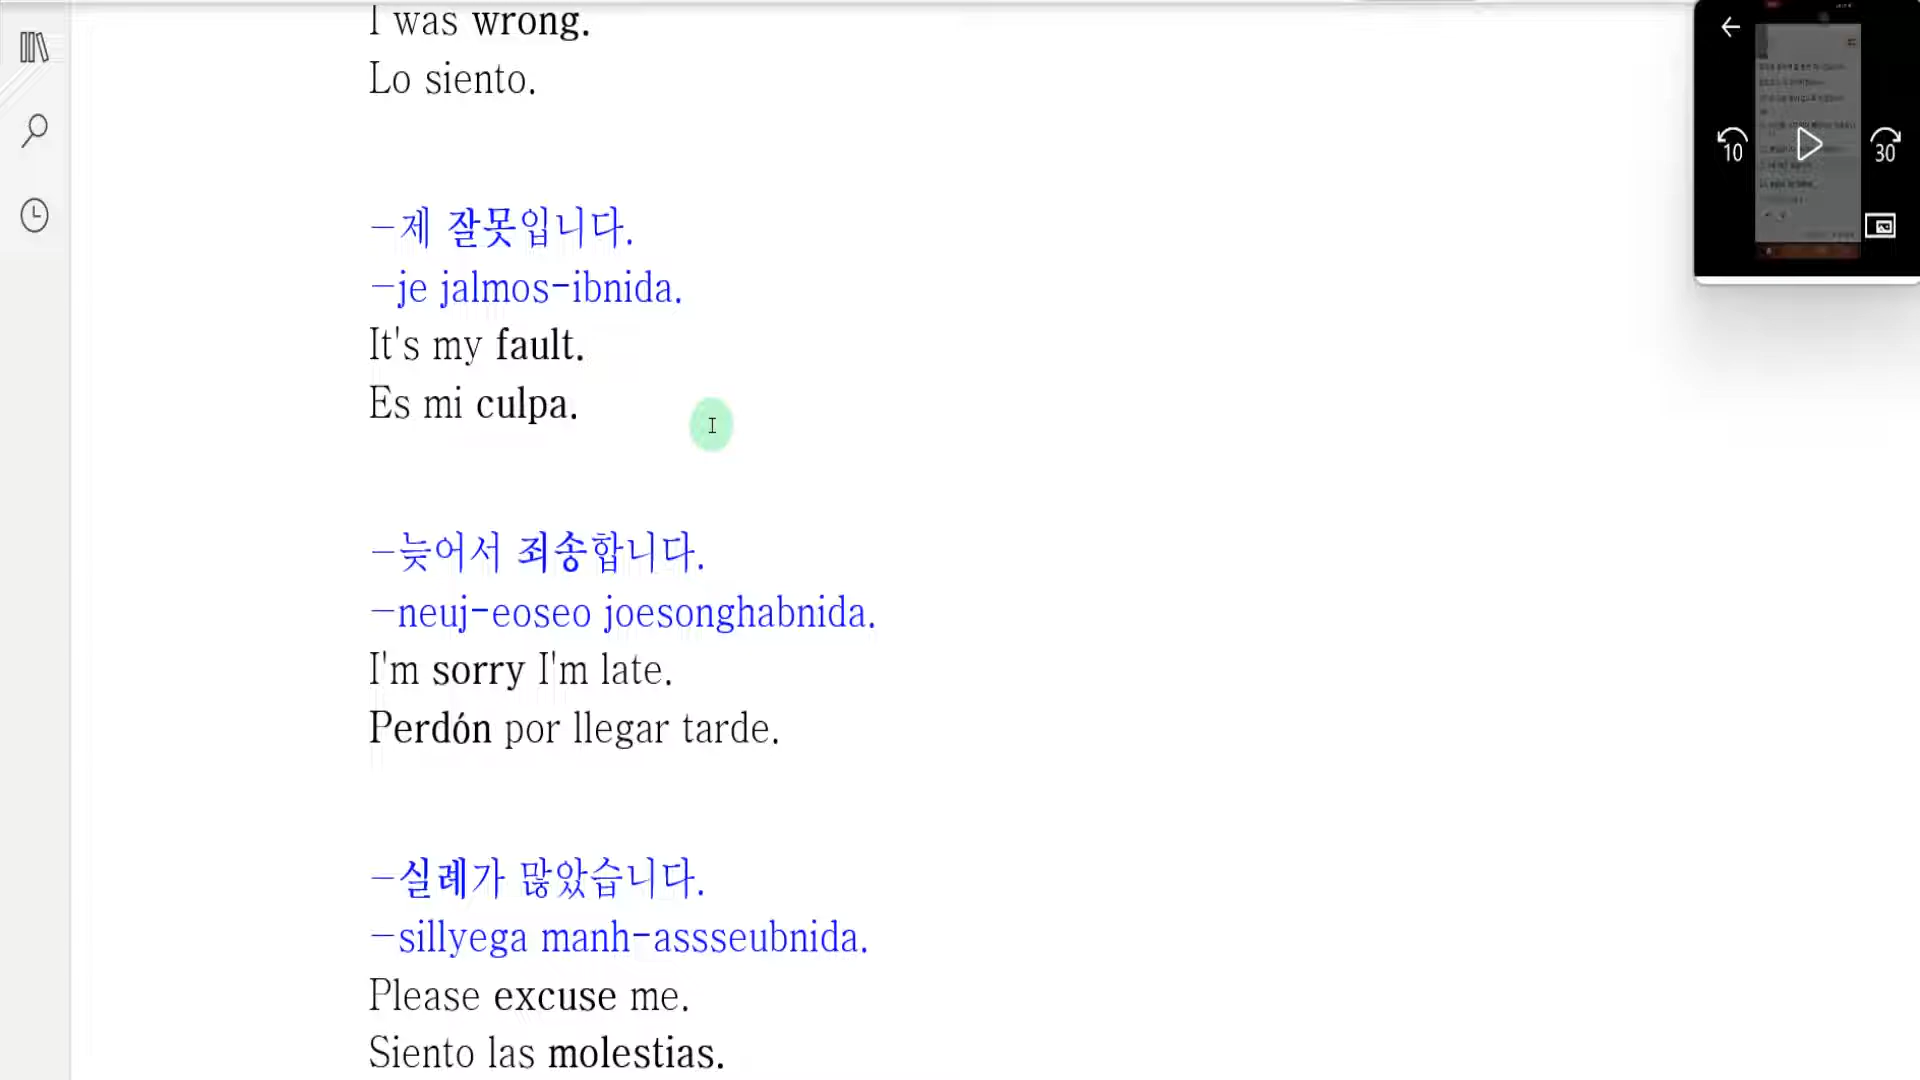 I was wrong.
Lo siento.
-제 잘못입니다.
-je jalmos-ibnida.
It's my fault.
Es mi culpa.
-늦어서 죄송합니다.
-neuj-eoseo joesonghabnida.
I'm sorry I'm late.
Perdón por llegar tarde.
-실례가 많았습니다.
-sillyega manh-assseubnida.
Please excuse me.
Siento las molestias.
10
30